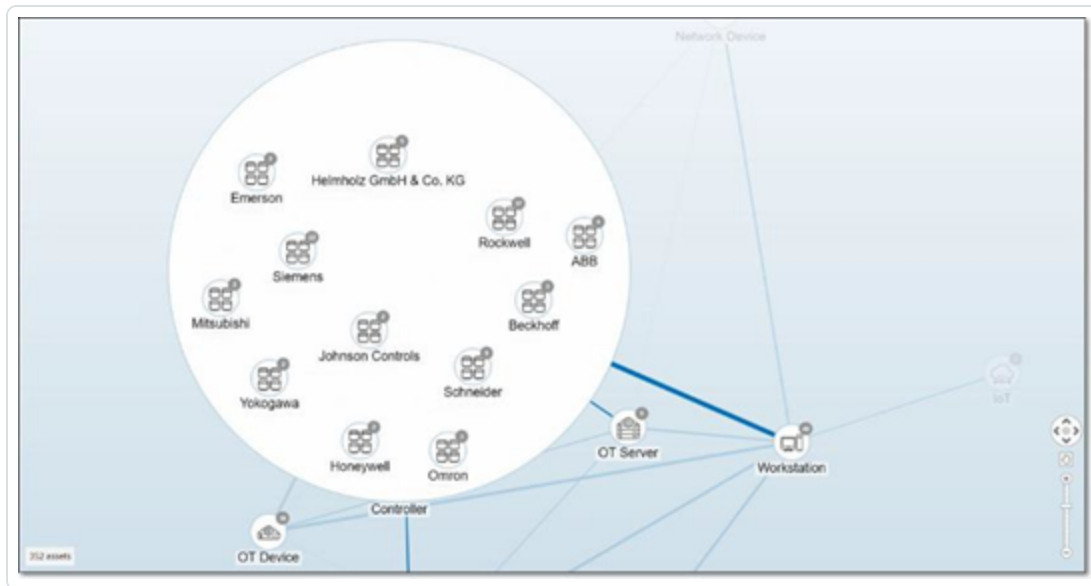 Network Device
Helmholz GmbH & Co. KG
Emerson
Rockwell
ABB
Siemens
Mitsubishi
Beckhoff
Johnson Controls
Schneider
Yokogawa
IoT
Honeywell
Omron
OT Server
Workstation
Controller
OT Device
352 assets